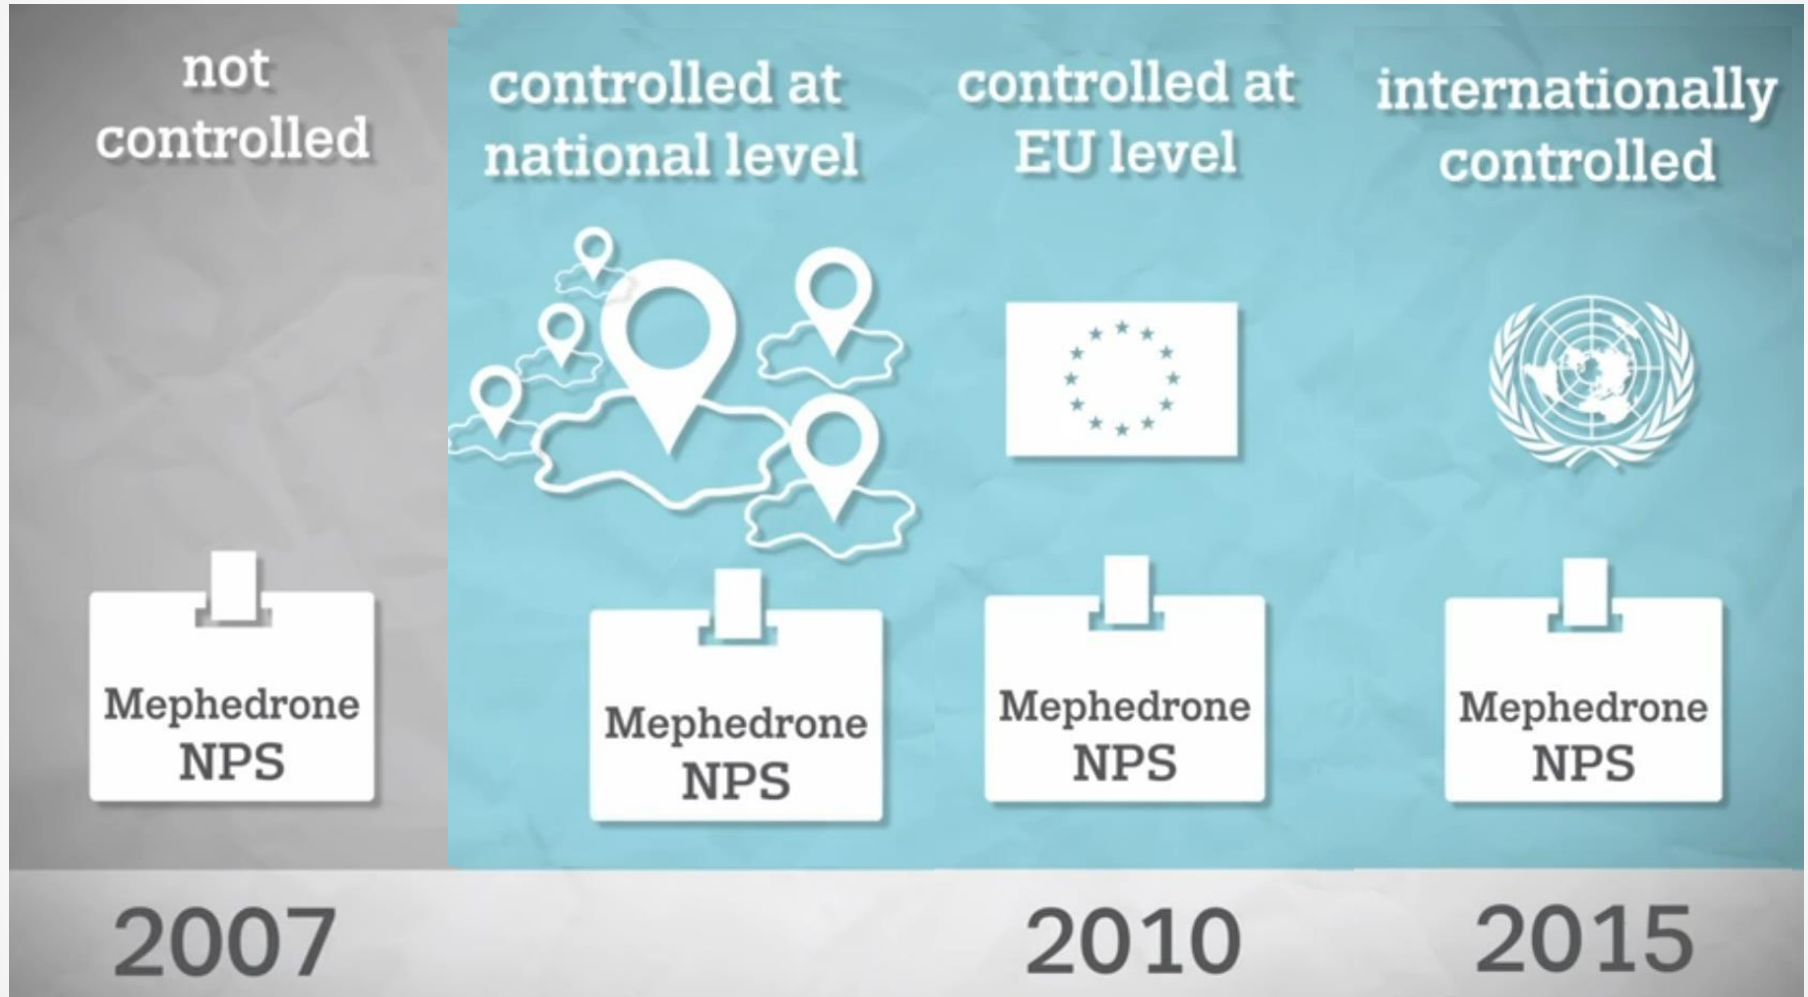 not
controlled
Mephedrone
NPS
2007
controlled at
national level
Mephedrone
NPS
controlled at
EU level
Mephedrone
NPS
2010
internationally
controlled
Mephedrone
NPS
2015